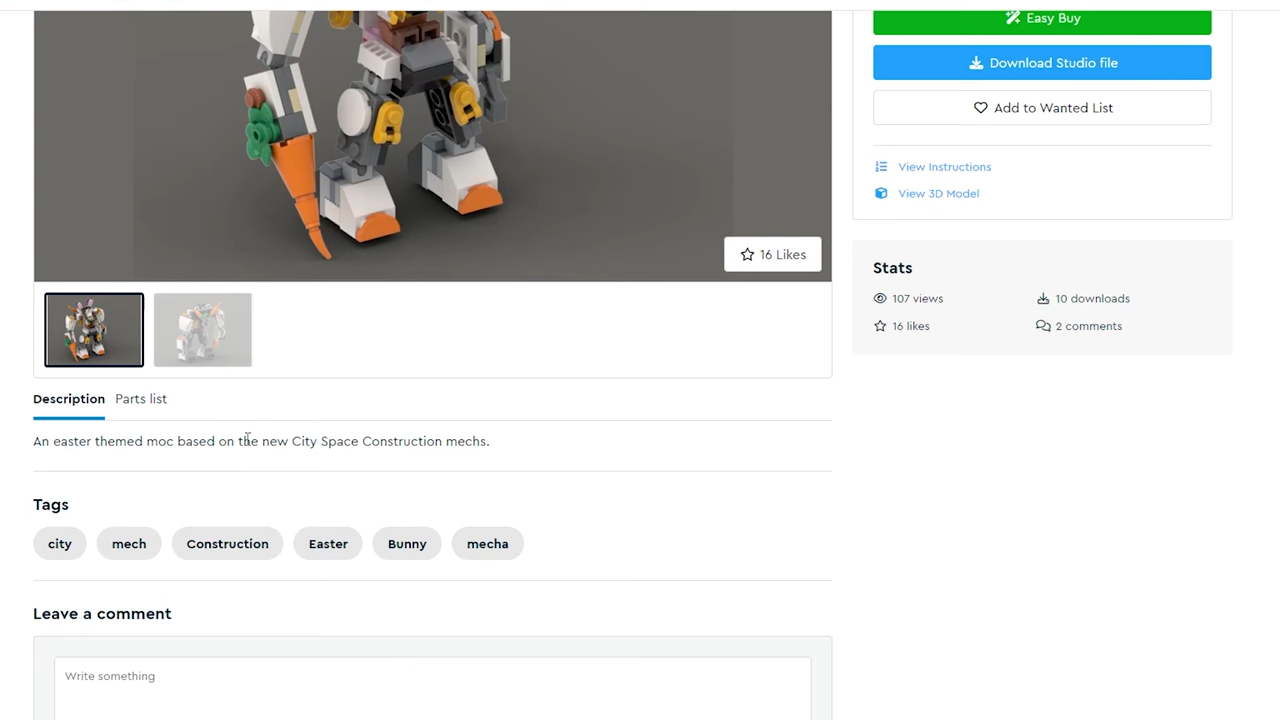 Easy Buy
Download Studio file
Add to Wanted List
View Instructions
View 3D Model
16 Likes
Stats
107 views
10 downloads
16 likes
2 comments
Description
Parts list
An easter themed moc based on the new City Space Construction mechs.
Tags
city
mech
Construction
Easter
Bunny
mecha
Leave a comment
Write something